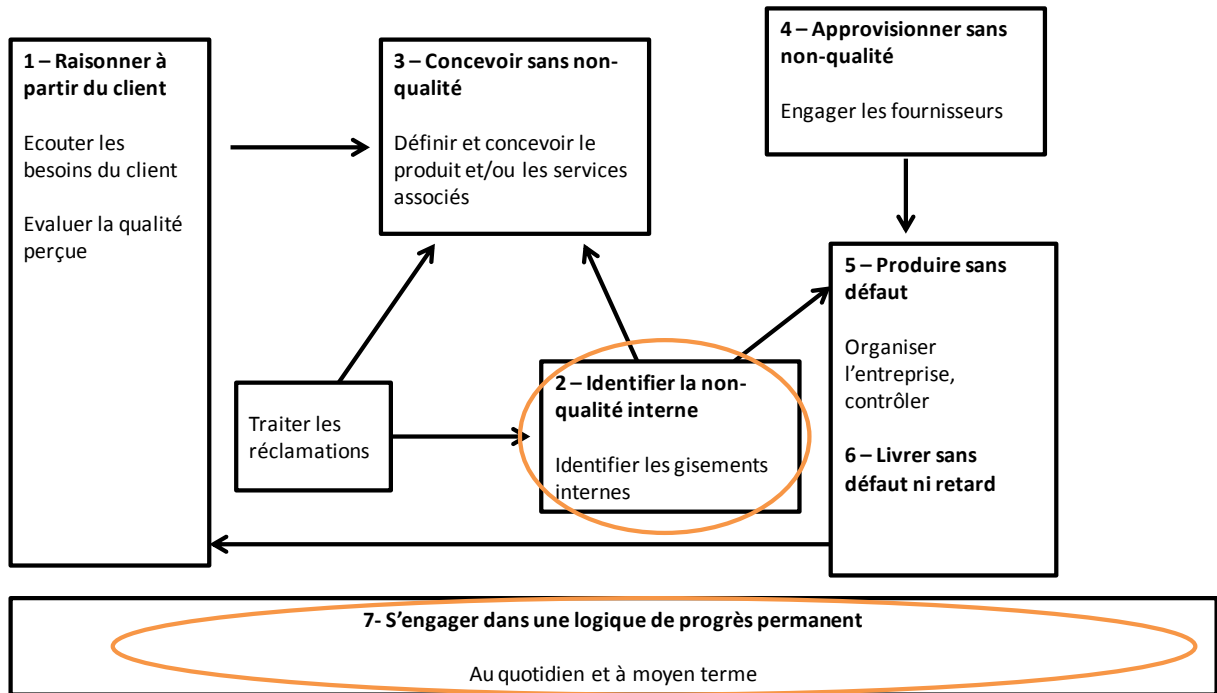 1 – Raisonner à
partir du client
Ecouter les
besoins du client
Evaluer la qualité
perçue
3 – Concevoir sans non-
qualité
Définir et concevoir le
produit et/ou les services
associés
4 – Approvisionner sans
non-qualité
Engager les fournisseurs
Traiter les
réclamations
2 – Identifier la non-
qualité interne
Identifier les gisements
internes
5 – Produire sans
défaut
Organiser
l'entreprise,
contrôler
6 – Livrer sans
défaut ni retard
7- S'engager dans une logique de progrès permanent
Au quotidien et à moyen terme